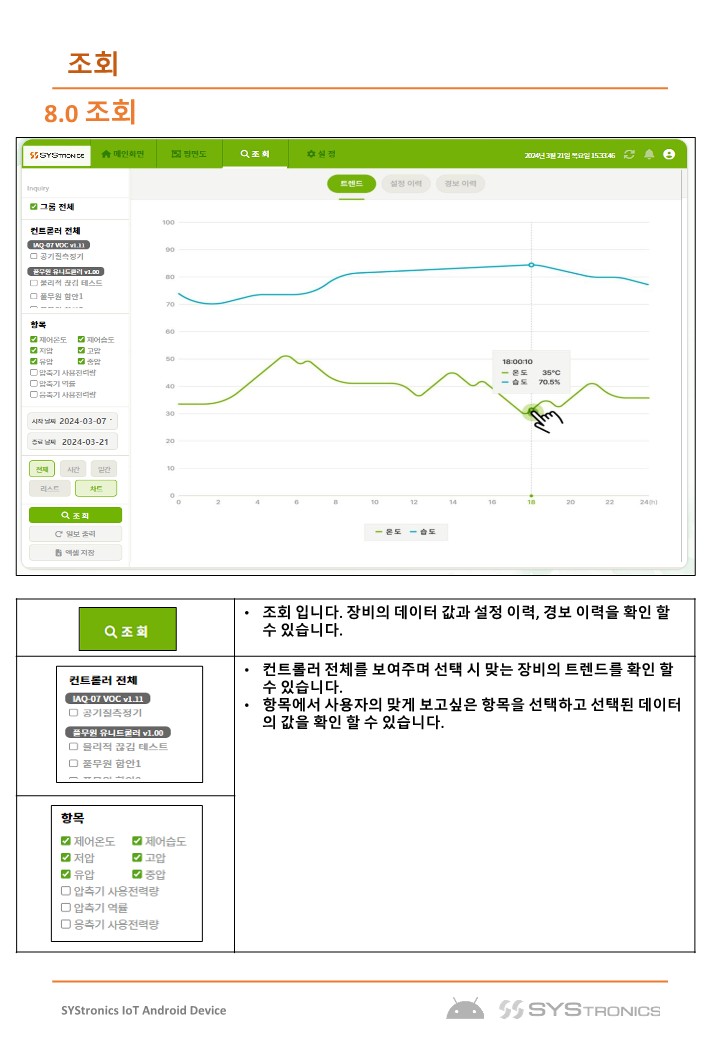 조회
8.0 조회
SYSTRONICS 메인화면 평면도 조 회 설 정 2024년 3월 21일 목요일 15:33:46
Inquiry
트렌드 설정 이력 경보 이력
그룹 전체
컨트롤러 전체
IAQ-07 VOC v1.11
공기질측정기
풀무원 유니트쿨러 v1.00
물리적 끊김 테스트
풀무원 함안1
항목
제어온도 제어습도
저압 고압
유압 중압
압축기 사용전력량
압축기 역률
응축기 사용전력량
시작 날짜 2024-03-07
종료 날짜 2024-03-21
전체 시간 일간
리스트 차트
조 회
일보 출력
엑셀 저장
100
90
80
70
60
50
40
30
20
10
0
18:00:10
온 도 35°C
습 도 70.5%
0 2 4 6 8 10 12 14 16 18 20 22 24(h)
온 도 습 도
조 회
• 조회 입니다. 장비의 데이터 값과 설정 이력, 경보 이력을 확인 할
수 있습니다.
컨트롤러 전체
IAQ-07 VOC v1.11
공기질측정기
풀무원 유니트쿨러 v1.00
물리적 끊김 테스트
풀무원 함안1
• 컨트롤러 전체를 보여주며 선택 시 맞는 장비의 트렌드를 확인 할
수 있습니다.
• 항목에서 사용자의 맞게 보고싶은 항목을 선택하고 선택된 데이터
의 값을 확인 할 수 있습니다.
항목
제어온도 제어습도
저압 고압
유압 중압
압축기 사용전력량
압축기 역률
응축기 사용전력량
SYStronics IoT Android Device
SYSTRONICS